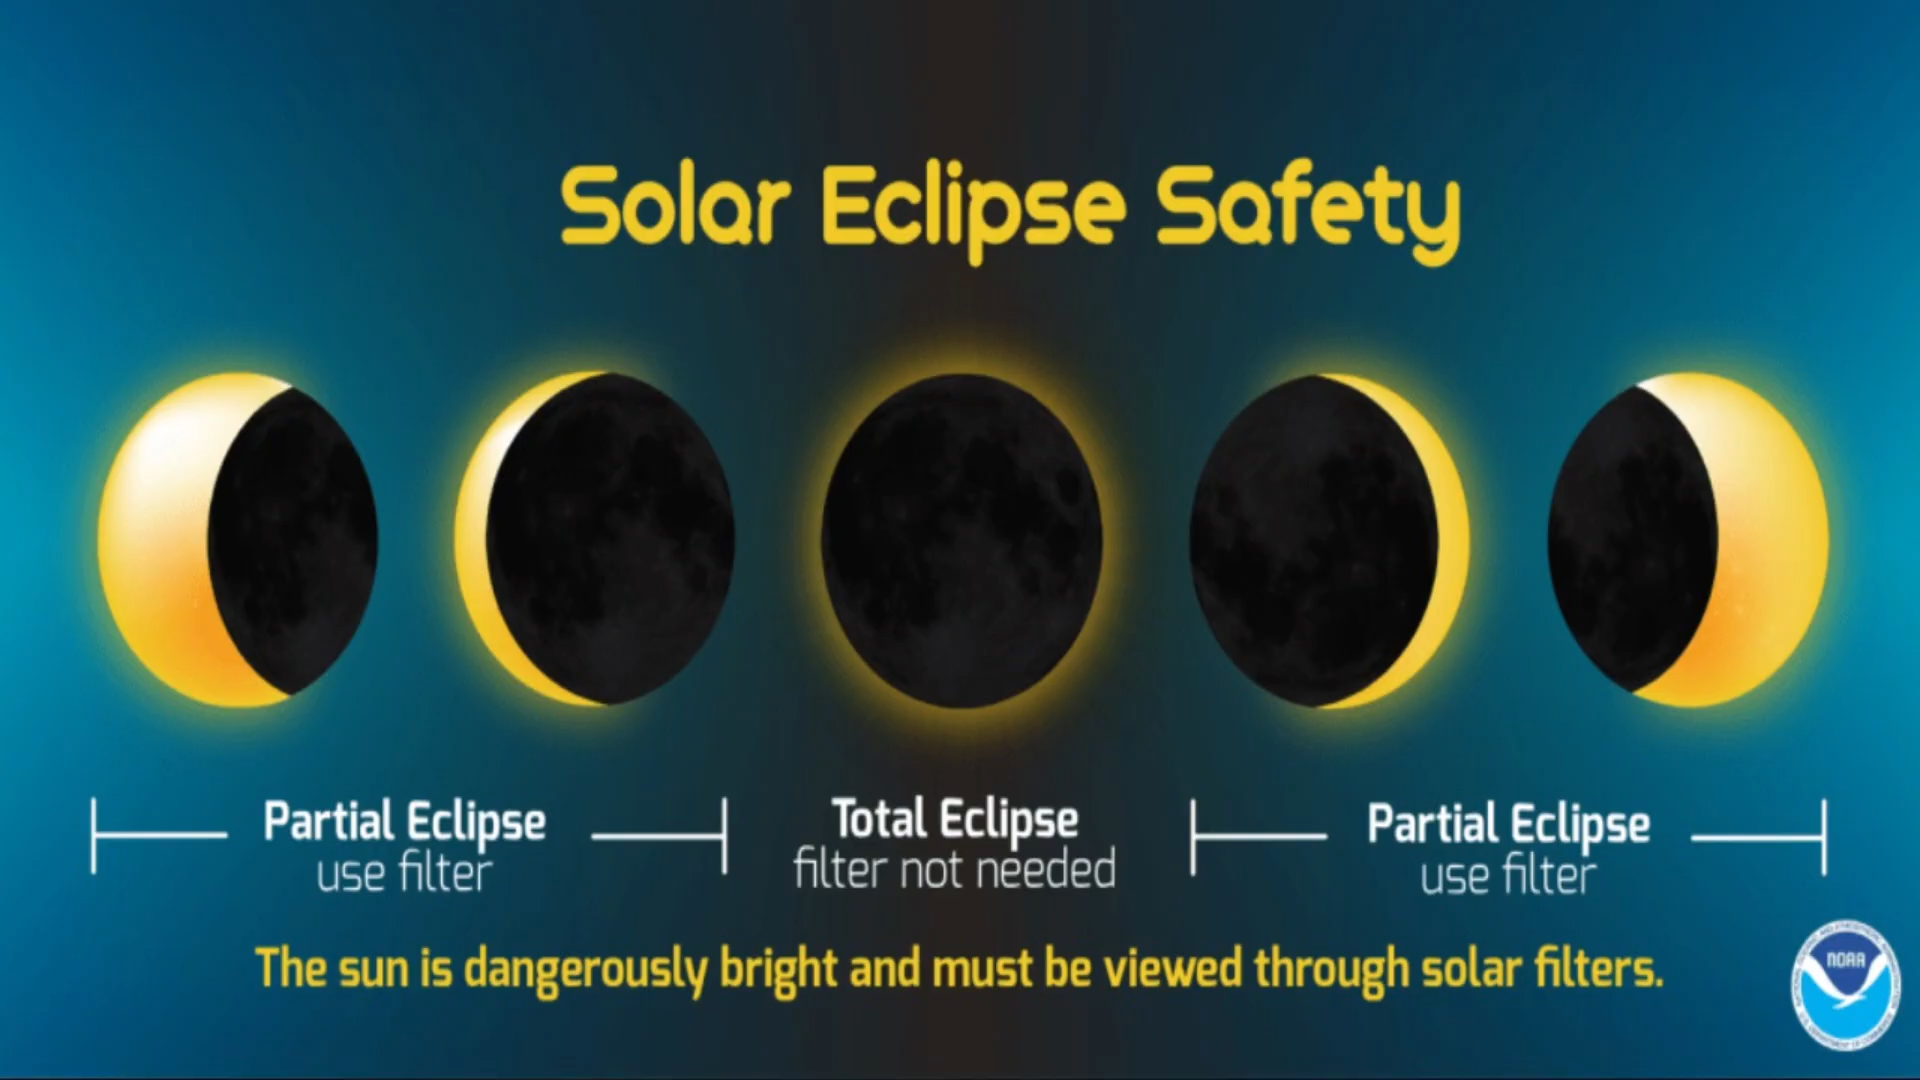 Solar Eclipse Safety
Partial Eclipse
use filter
Total Eclipse
filter not needed
Partial Eclipse
use filter
The sun is dangerously bright and must be viewed through solar filters.
NOAA